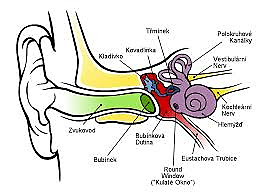 Třmínek
Kovadlinka
Kladívko
Polokruhové
Kanálky
Vestibulární
Nerv
Kochleární
Nerv
Hlemýžď
Zvukovod
Bubínková
Dutina
Bubínek
Eustachova Trubice
Round
Window
("Kulaté Okno")